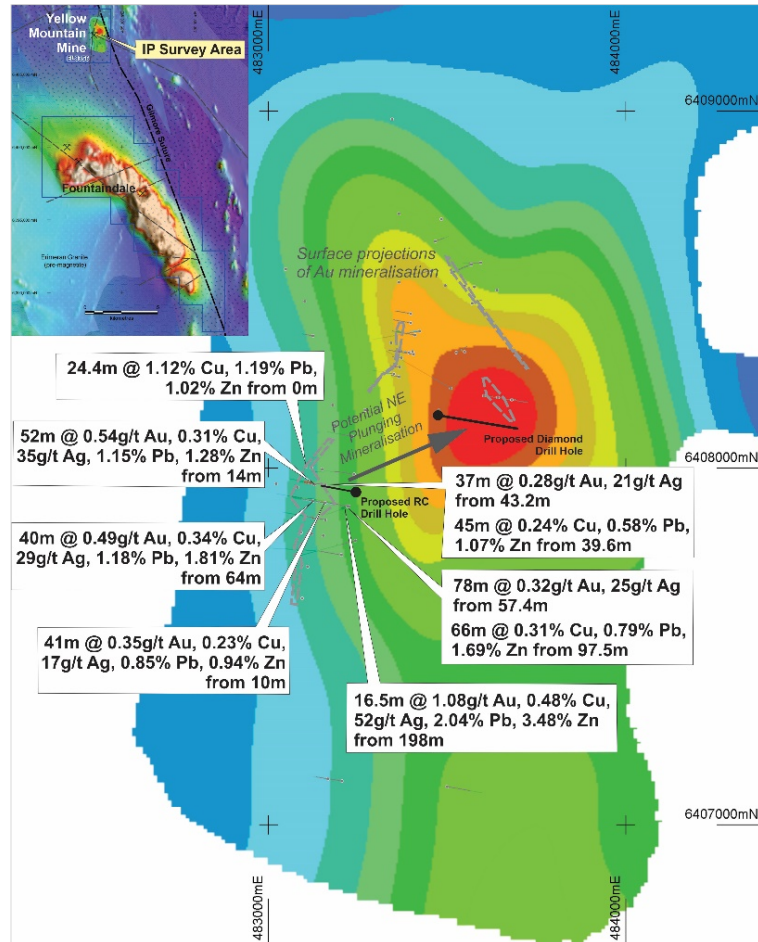 Yellow
Mountain
Mine
IP Survey Area
Gilmore Suture
Fountaindale
Erimeran Granite
Kilometres
483000mE
484000mE
6409000mN
Surface projections
of Au mineralisation
24.4m @ 1.12% Cu, 1.19% Pb,
1.02% Zn from 0m
Potential NE
Plunging
Mineralisation
Proposed Diamond
Drill Hole
52m @ 0.54g/t Au, 0.31% Cu,
35g/t Ag, 1.15% Pb, 1.28% Zn
from 14m
6408000mN
37m @ 0.28g/t Au, 21g/t Ag
from 43.2m
45m @ 0.24% Cu, 0.58% Pb,
1.07% Zn from 39.6m
Proposed RC
Drill Hole
40m @ 0.49g/t Au, 0.34% Cu,
29g/t Ag, 1.18% Pb, 1.81% Zn
from 64m
78m @ 0.32g/t Au, 25g/t Ag
from 57.4m
66m @ 0.31% Cu, 0.79% Pb,
1.69% Zn from 97.5m
41m @ 0.35g/t Au, 0.23% Cu,
17g/t Ag, 0.85% Pb, 0.94% Zn
from 10m
16.5m @ 1.08g/t Au, 0.48% Cu,
52g/t Ag, 2.04% Pb, 3.48% Zn
from 198m
6407000mN
483000mE
484000mE